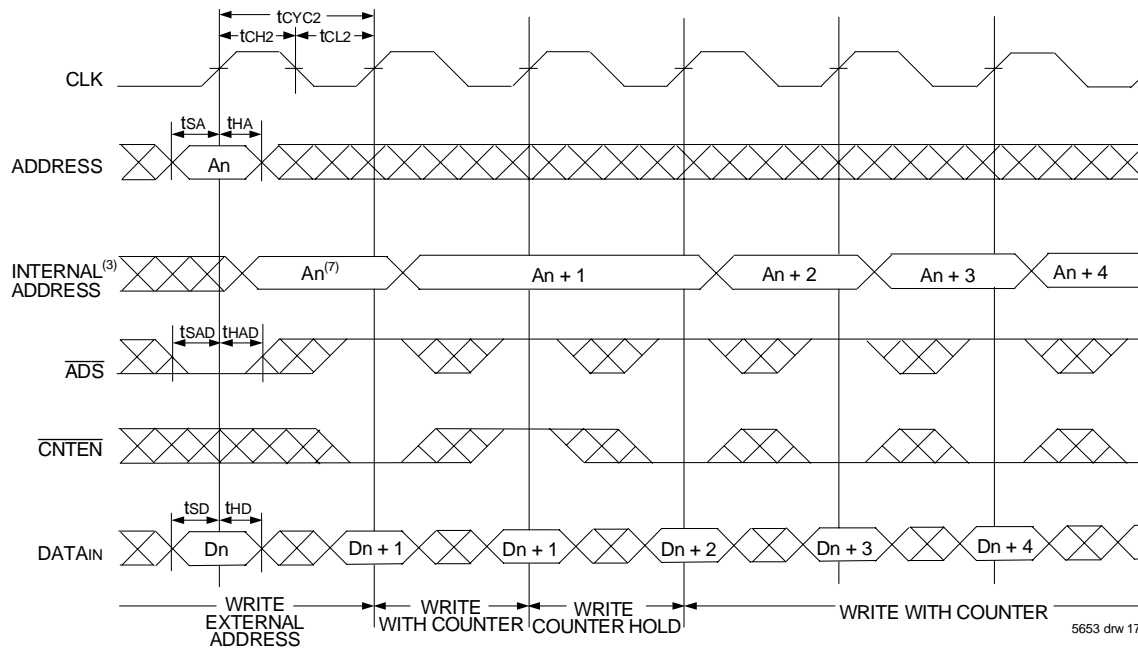 tCYC2
tCH2 tCL2
CLK
tSA tHA
ADDRESS An
INTERNAL(3) An(7) An + 1 An + 2 An + 3 An + 4
ADDRESS
tSAD tHAD
ADS
CNTEN
tSD tHD
DATAIN Dn Dn + 1 Dn + 1 Dn + 2 Dn + 3 Dn + 4
WRITE WRITE WRITE WRITE WITH COUNTER
EXTERNAL WITH COUNTER COUNTER HOLD
ADDRESS
5653 drw 17